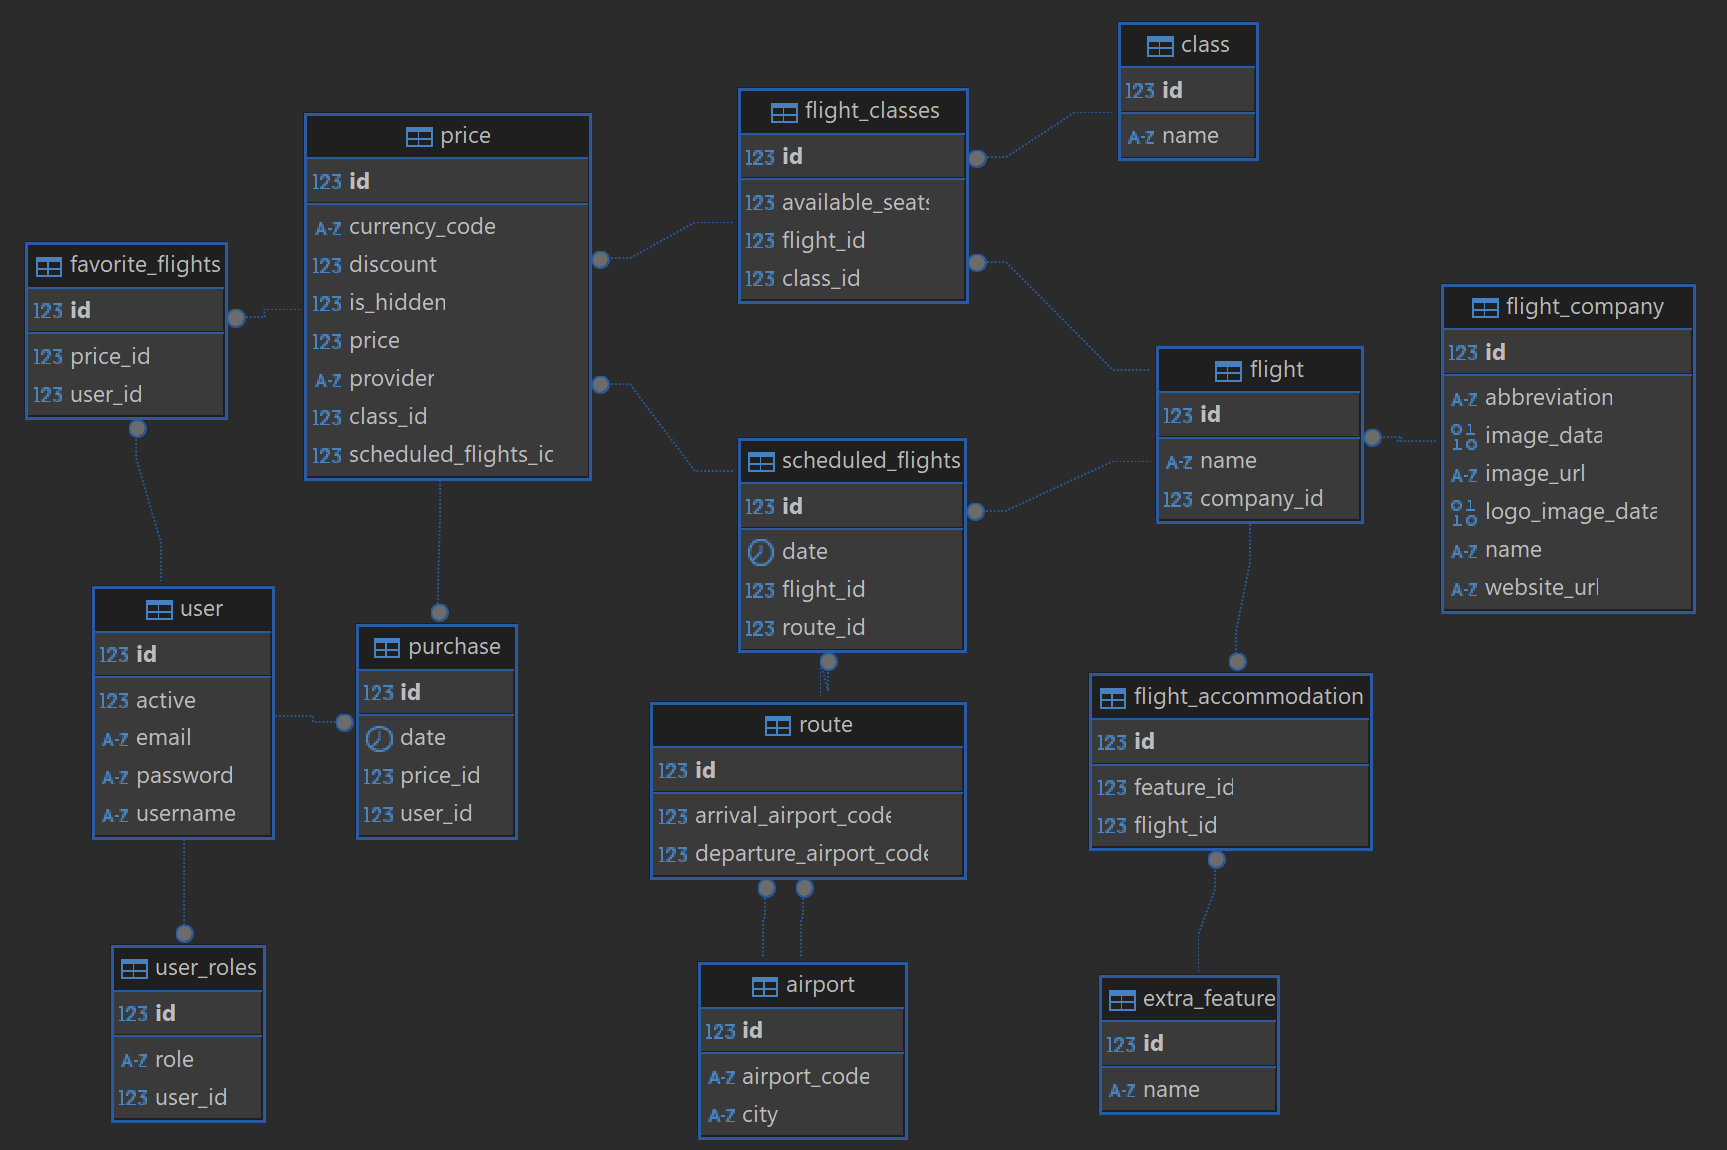 class
123 id
A-Z name
flight_classes
123 id
123 available_seats
123 flight_id
123 class_id
price
123 id
A-Z currency_code
123 discount
123 is_hidden
123 price
A-Z provider
123 class_id
123 scheduled_flights_ic
favorite_flights
123 id
123 price_id
123 user_id
flight_company
123 id
A-Z abbreviation
01 10 image_data
A-Z image_url
01 10 logo_image_data
A-Z name
A-Z website_url
flight
123 id
A-Z name
123 company_id
scheduled_flights
123 id
date
123 flight_id
123 route_id
user
123 id
123 active
A-Z email
A-Z password
A-Z username
purchase
123 id
date
123 price_id
123 user_id
route
123 id
123 arrival_airport_code
123 departure_airport_code
flight_accommodation
123 id
123 feature_id
123 flight_id
user_roles
123 id
A-Z role
123 user_id
airport
123 id
A-Z airport_code
A-Z city
extra_feature
123 id
A-Z name